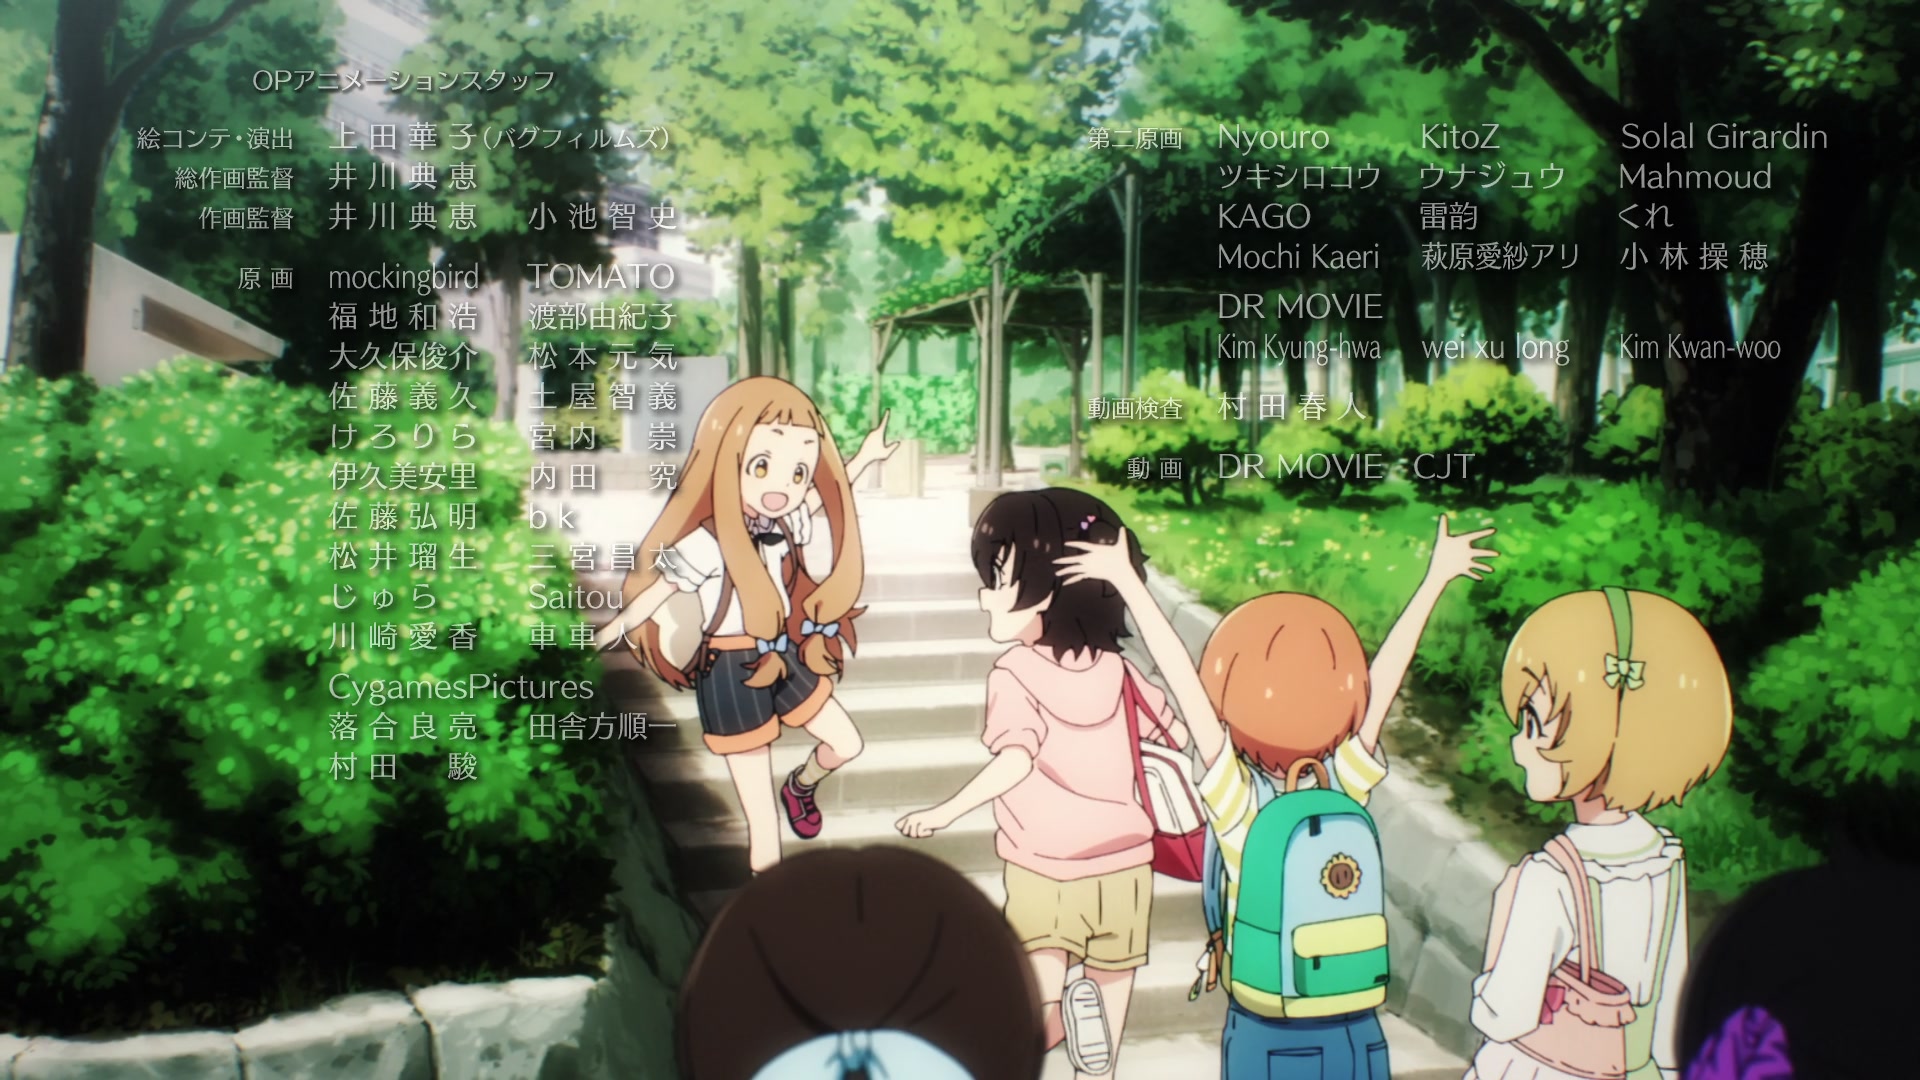 OPアニメーションスタッフ
絵コンテ・演出 上田華子(バグフィルムズ)
総作画監督 井川典恵
作画監督 井川典恵 小池智史
原画 mockingbird TOMATO
福地和浩 渡部由紀子
大久保俊介 松本元気
佐藤義久 土屋智義
けろりら 宮内崇
伊久美安里 内田究
佐藤弘明 bk
松井瑠生 三宮昌太
じゅら Saitou
川崎愛香 車車人
CygamesPictures
落合良亮 田舎方順一
村田駿
第二原画 Nyouro KitoZ Solal Girardin
ツキシロコウ ウナジュウ Mahmoud
KAGO 雷韵 くれ
Mochi Kaeri 萩原愛紗アリ 小林操穂
DR MOVIE
Kim Kyung-hwa wei xu long Kim Kwan-woo
動画検査 村田春人
動画 DR MOVIE CJT